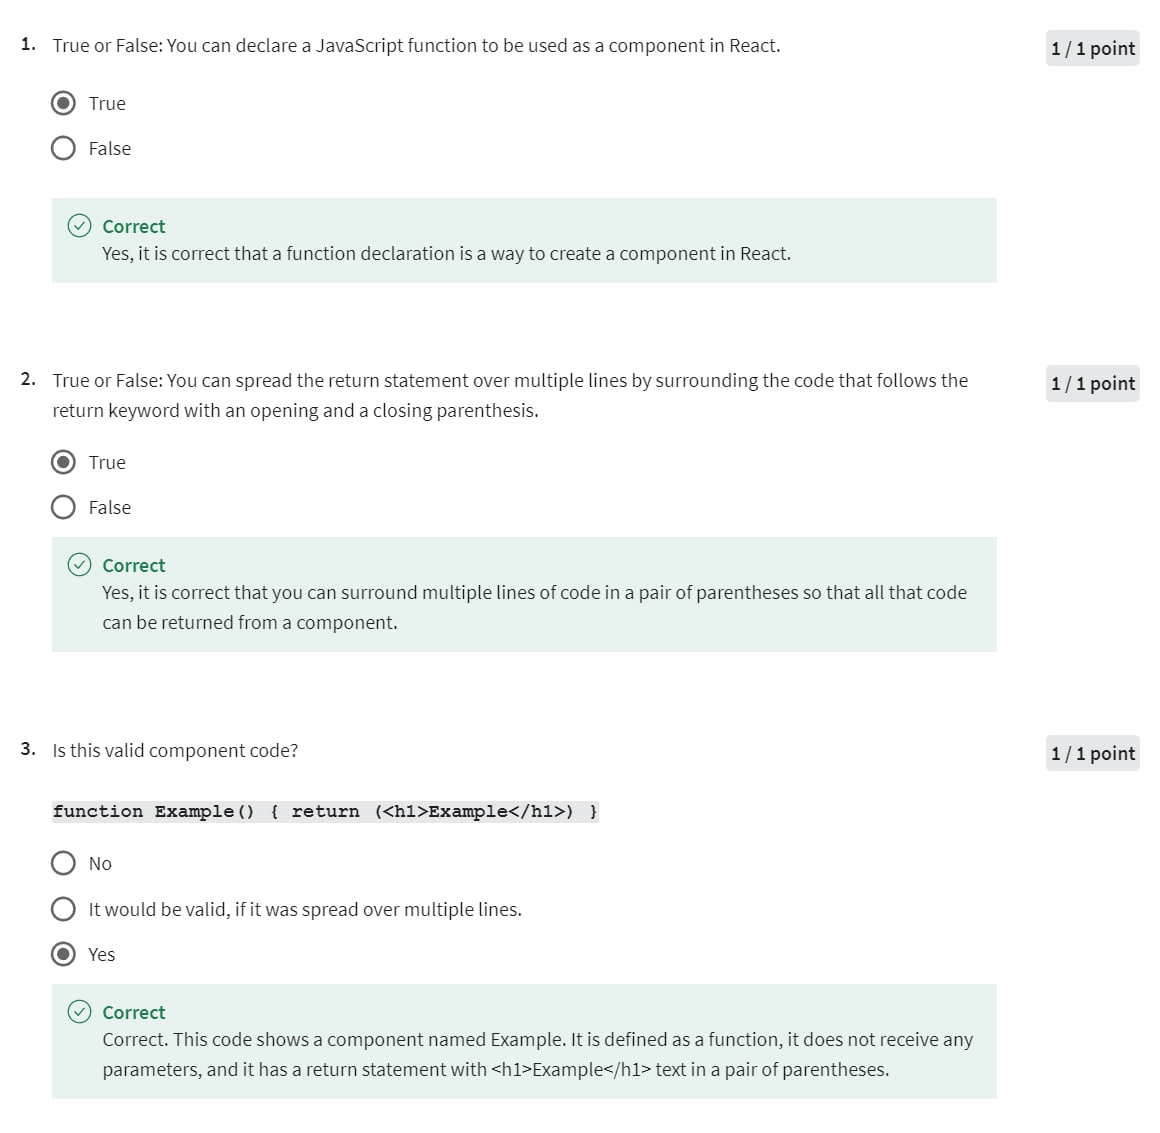 1. True or False: You can declare a JavaScript function to be used as a component in React.
1 / 1 point
True
False
Correct
Yes, it is correct that a function declaration is a way to create a component in React.
2. True or False: You can spread the return statement over multiple lines by surrounding the code that follows the
return keyword with an opening and a closing parenthesis.
1 / 1 point
True
False
Correct
Yes, it is correct that you can surround multiple lines of code in a pair of parentheses so that all that code
can be returned from a component.
3. Is this valid component code?
1 / 1 point
function Example() { return (<h1>Example</h1>) }
No
It would be valid, if it was spread over multiple lines.
Yes
Correct
Correct. This code shows a component named Example. It is defined as a function, it does not receive any
parameters, and it has a return statement with <h1>Example</h1> text in a pair of parentheses.